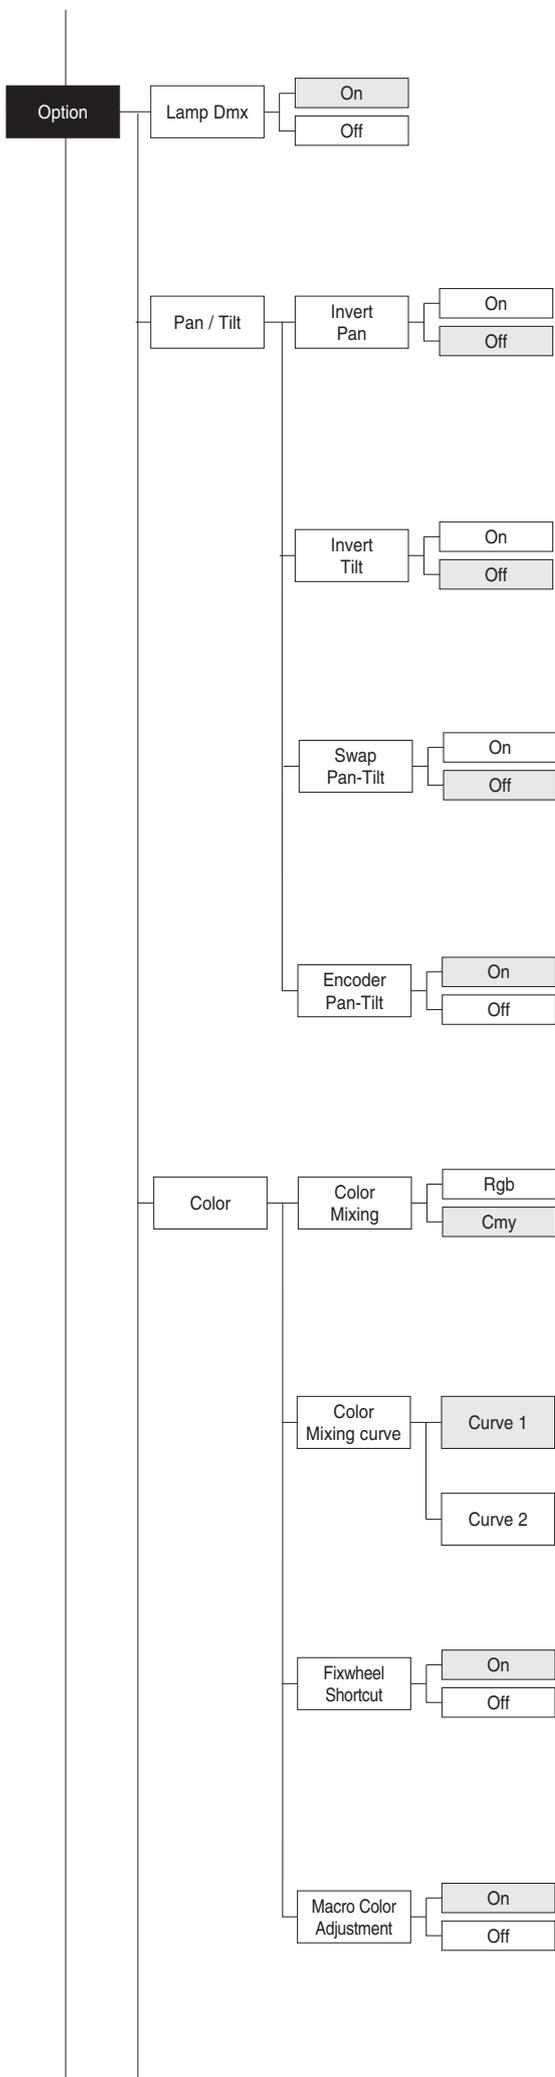 Option
Lamp Dmx
On
Off
Pan / Tilt
Invert
Pan
On
Off
Invert
Tilt
On
Off
Swap
Pan-Tilt
On
Off
Encoder
Pan-Tilt
On
Off
Color
Color
Mixing
Rgb
Cmy
Color
Mixing curve
Curve 1
Curve 2
Fixwheel
Shortcut
On
Off
Macro Color
Adjustment
On
Off